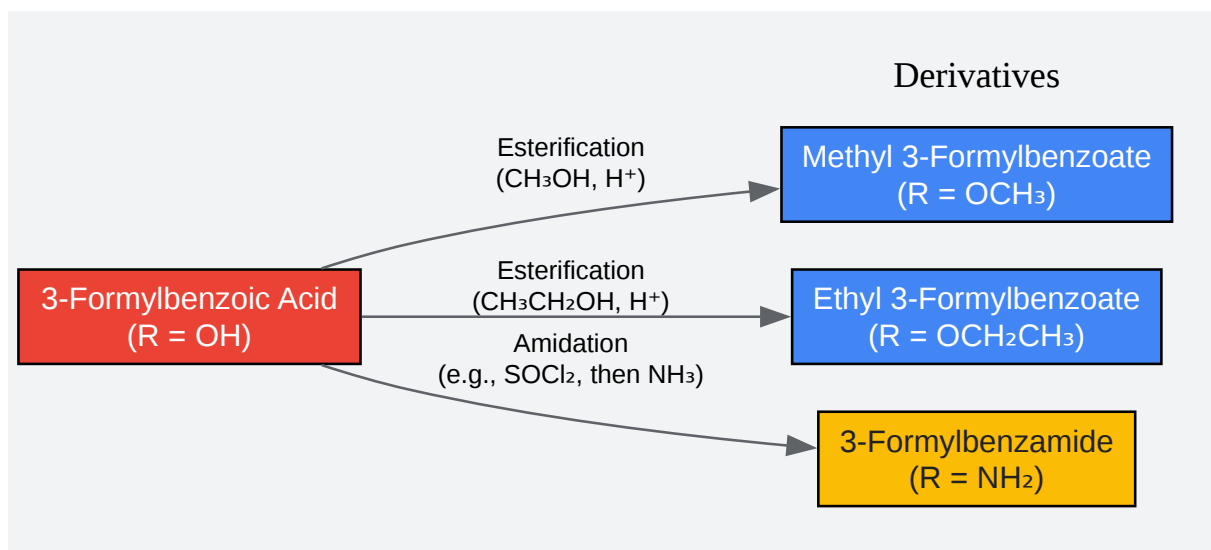 Derivatives
Esterification
(CH₃OH, H⁺)
Methyl 3-Formylbenzoate
(R = OCH₃)
3-Formylbenzoic Acid
(R = OH)
Esterification
(CH₃CH₂OH, H⁺)
Ethyl 3-Formylbenzoate
(R = OCH₂CH₃)
Amidation
(e.g., SOCl₂, then NH₃)
3-Formylbenzamide
(R = NH₂)